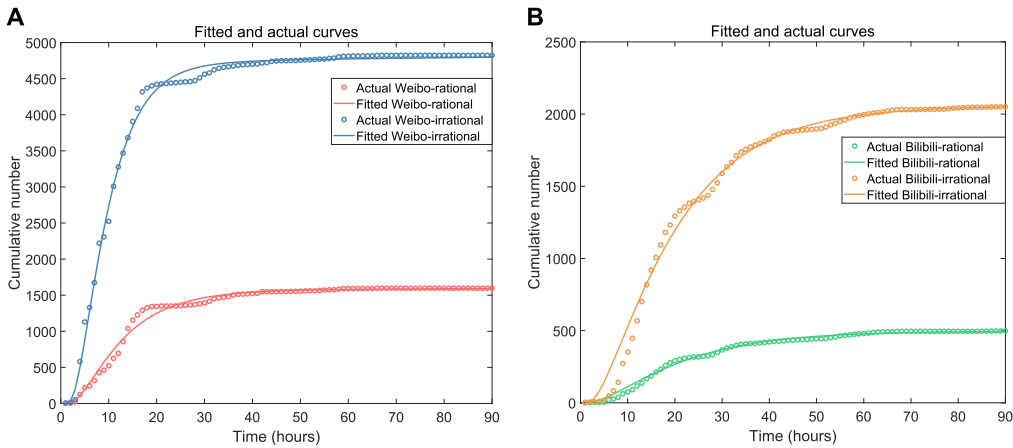 A
Fitted and actual curves
5000
4500
4000
3500
3000
2500
2000
1500
1000
500
0
Cumulative number
Actual Weibo-rational
Fitted Weibo-rational
Actual Weibo-irrational
Fitted Weibo-irrational
0 10 20 30 40 50 60 70 80 90
Time (hours)
B
Fitted and actual curves
2500
2000
1500
1000
500
0
Cumulative number
Actual Bilibili-rational
Fitted Bilibili-rational
Actual Bilibili-irrational
Fitted Bilibili-irrational
0 10 20 30 40 50 60 70 80 90
Time (hours)